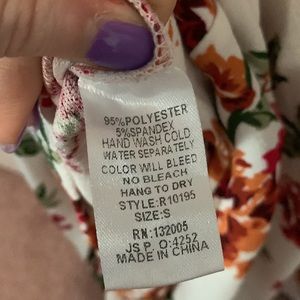 95%POLYESTER
5%SPANDEX
HAND WASH COLD
WATER SEPARATELY
COLOR WILL BLEED
NO BLEACH
HANG TO DRY
STYLE:R10195
SIZE:S
RN:132005
JS P. O:4252
MADE IN CHINA